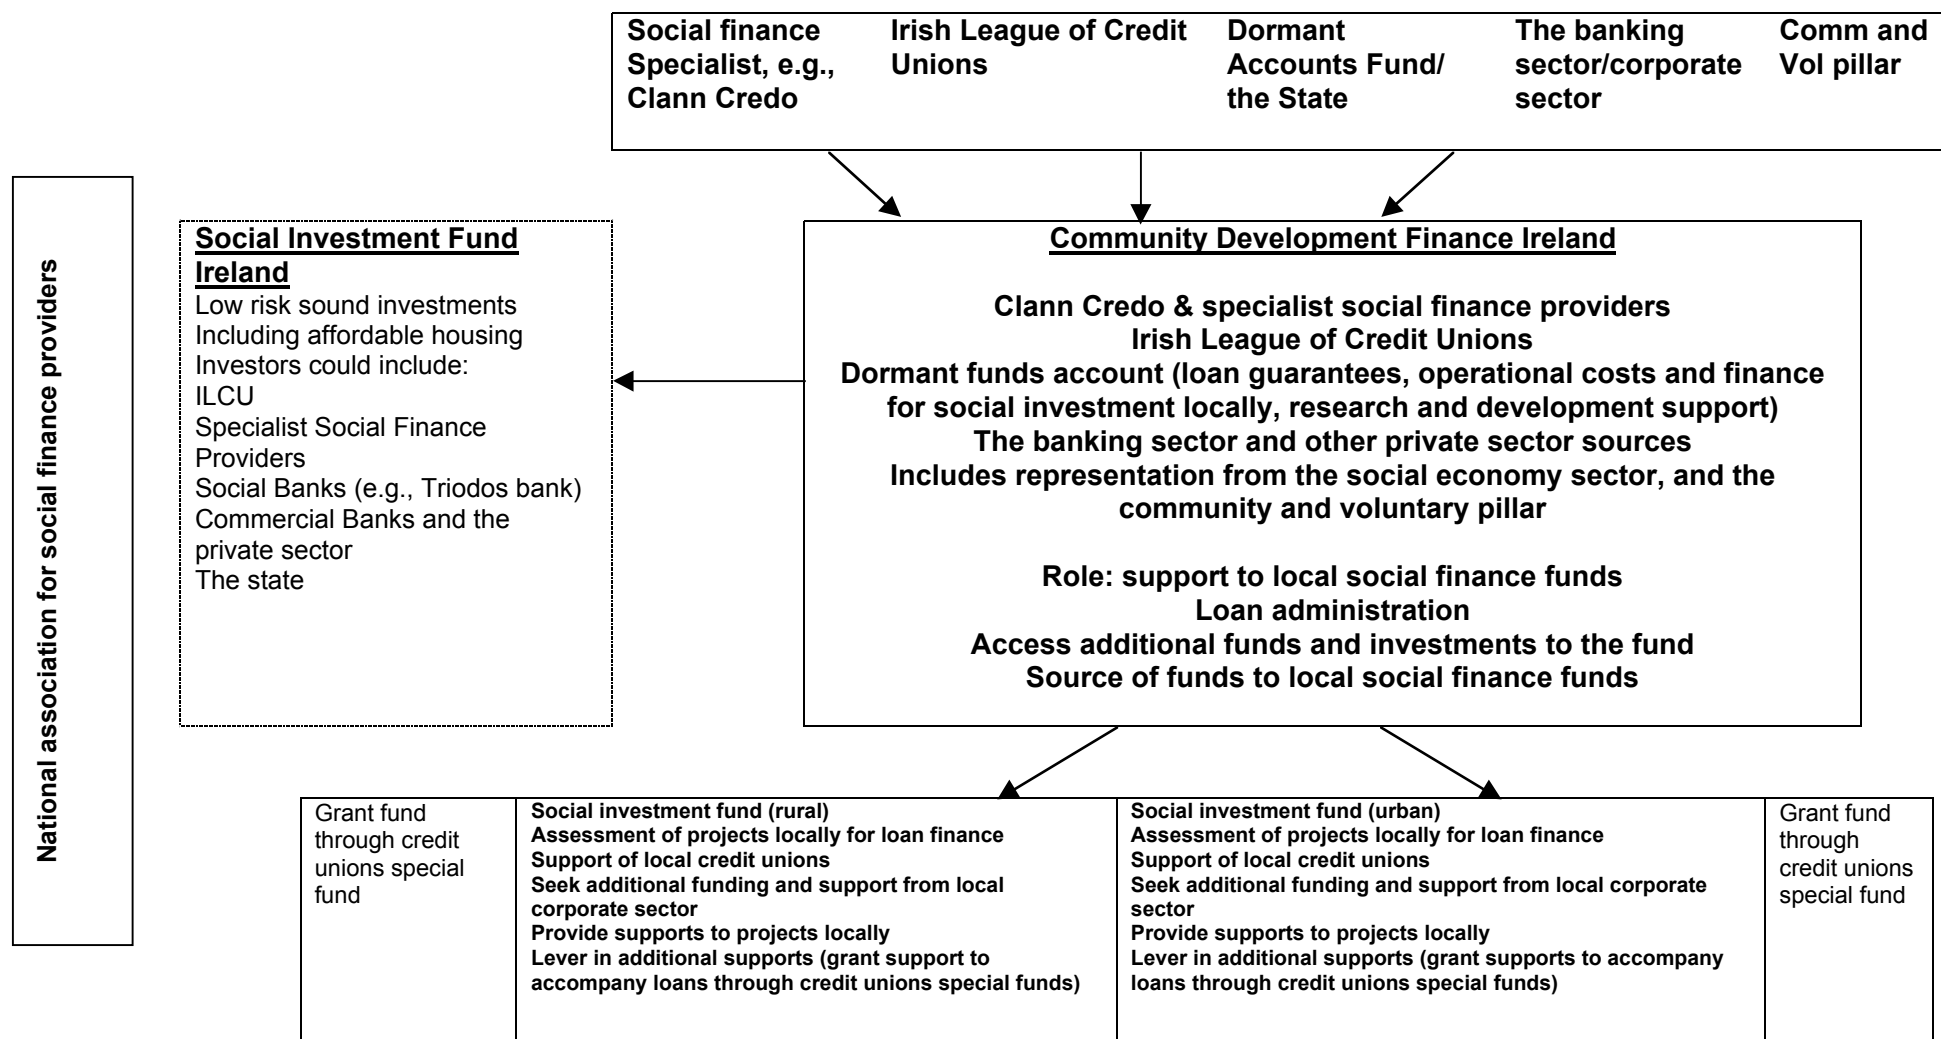 Social finance
Specialist, e.g.,
Clann Credo
Irish League of Credit
Unions
Dormant
Accounts Fund/
the State
The banking
sector/corporate
sector
Comm and
Vol pillar
National association for social finance providers
Social Investment Fund
Ireland
Low risk sound investments
Including affordable housing
Investors could include:
ILCU
Specialist Social Finance
Providers
Social Banks (e.g., Triodos bank)
Commercial Banks and the
private sector
The state
Community Development Finance Ireland
Clann Credo & specialist social finance providers
Irish League of Credit Unions
Dormant funds account (loan guarantees, operational costs and finance
for social investment locally, research and development support)
The banking sector and other private sector sources
Includes representation from the social economy sector, and the
community and voluntary pillar
Role: support to local social finance funds
Loan administration
Access additional funds and investments to the fund
Source of funds to local social finance funds
Grant fund
through credit
unions special
fund
Social investment fund (rural)
Assessment of projects locally for loan finance
Support of local credit unions
Seek additional funding and support from local
corporate sector
Provide supports to projects locally
Lever in additional supports (grant support to
accompany loans through credit unions special funds)
Social investment fund (urban)
Assessment of projects locally for loan finance
Support of local credit unions
Seek additional funding and support from local corporate
sector
Provide supports to projects locally
Lever in additional supports (grant supports to accompany
loans through credit unions special funds)
Grant fund
through
credit unions
special fund